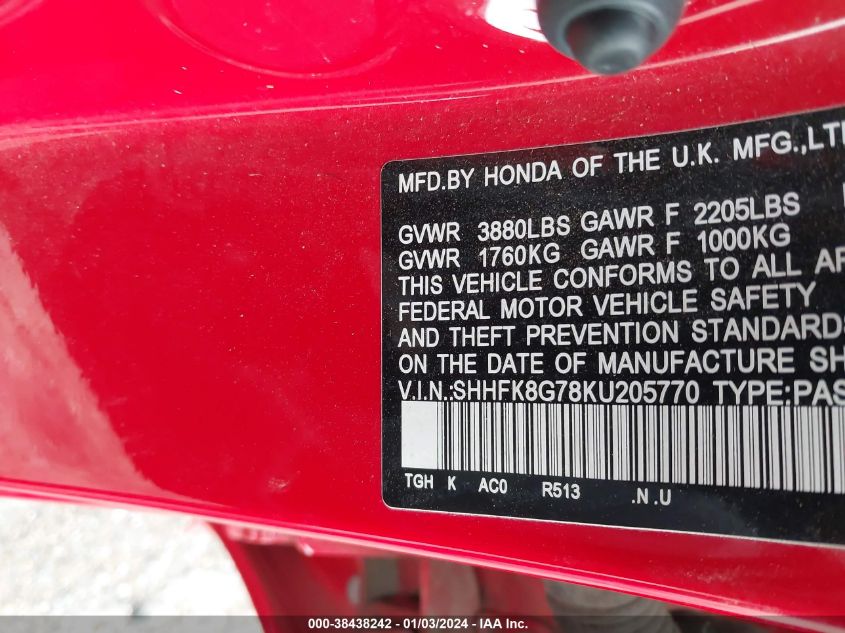 MFD.BY HONDA OF THE U.K. MFG.,LT
GVWR 3880LBS GAWR F 2205LBS
GVWR 1760KG GAWR F 1000KG
THIS VEHICLE CONFORMS TO ALL AP
FEDERAL MOTOR VEHICLE SAFETY
AND THEFT PREVENTION STANDARDS
ON THE DATE OF MANUFACTURE SH
V.I.N.:SHHFK8G78KU205770 TYPE:PAS
TGH K AC0 R513 .N .U
000-38438242 - 01/03/2024 - IAA Inc.